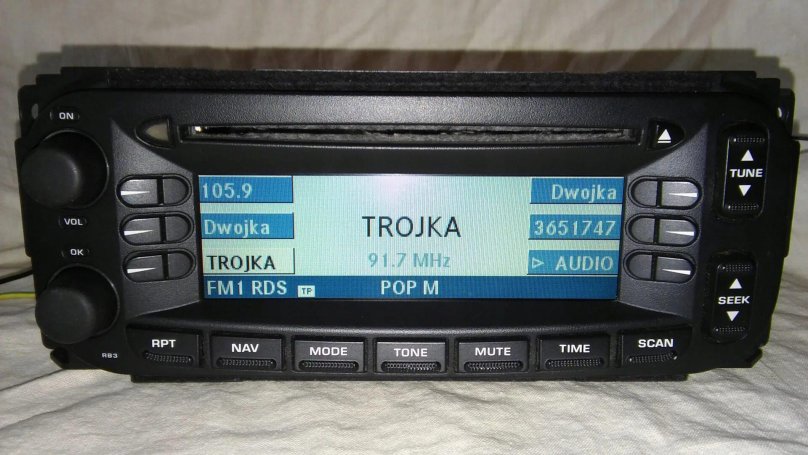 ON
TUNE
105.9
Dwojka
TROJKA
VOL
Dwojka
3651747
OK
TROJKA
91.7 MHz
AUDIO
SEEK
FM1 RDS TP POP M
RB3
RPT NAV MODE TONE MUTE TIME SCAN